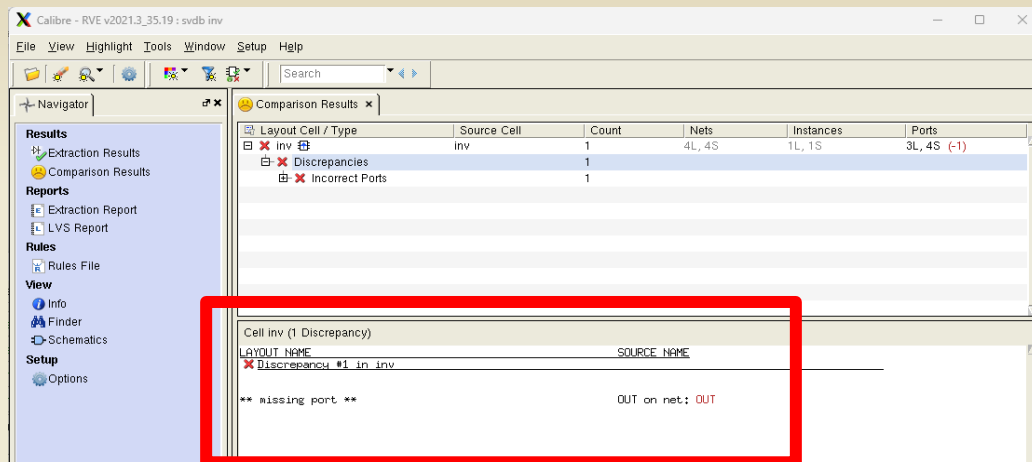 Calibre - RVE v2021.3_35.19 : svdb inv
File View Highlight Tools Window Setup Help
Search
Navigator
Comparison Results
Results
Extraction Results
Comparison Results
Reports
Extraction Report
LVS Report
Rules
Rules File
View
Info
Finder
Schematics
Setup
Options
Layout Cell / Type Source Cell Count Nets Instances Ports
inv inv 1 4L, 4S 1L, 1S 3L, 4S (-1)
Discrepancies 1
Incorrect Ports 1
Cell inv (1 Discrepancy)
LAYOUT NAME SOURCE NAME
Discrepancy #1 in inv
** missing port ** OUT on net: OUT